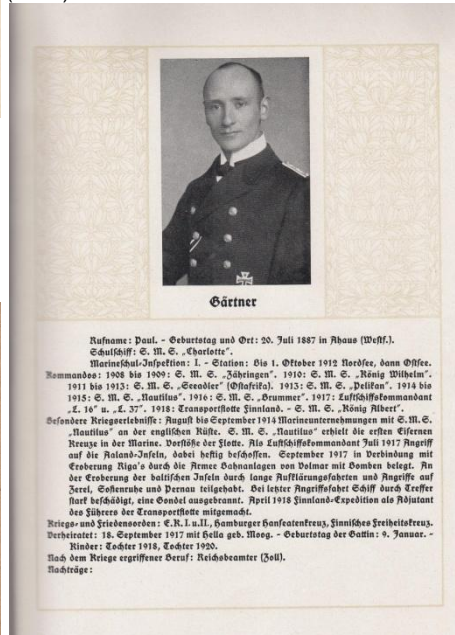 Gärtner
Rufname: Paul. - Geburtstag und Ort: 20. Juli 1887 in Ahaus (Westf.).
Schulschiff: S. M. S. „Charlotte".
Marineschul-Inspektion: I. - Station: Bis 1. Oktober 1912 Nordsee, dann Ostsee.
Kommandos: 1908 bis 1909: S. M. S. „Zähringen". 1910: S. M. S. „König Wilhelm".
1911 bis 1913: S. M. S. „Seeadler" (Ostafrika). 1913: S. M. S. „Pelikan". 1914 bis
1915: S. M. S. „Nautilus". 1916: S. M. S. „Brummer". 1917: Luftschiffkommandant
„L. 16" u. „L. 37". 1918: Transportflotte Finnland. - S. M. S. „König Albert".
Besondere Kriegserlebnisse: August bis September 1914 Marineunternehmungen mit S. M. S.
„Nautilus" an der englischen Küste. S. M. S. „Nautilus" erhielt die ersten Eisernen
Kreuze in der Marine. Vorstöße der Flotte. Als Luftschiffkommandant Juli 1917 Angriff
auf die Aaland-Inseln, dabei heftig beschossen. September 1917 in Verbindung mit
Eroberung Riga's durch die Armee Bahnanlagen von Wolmar mit Bomben belegt. An
der Eroberung der baltischen Inseln durch lange Aufklärungsfahrten und Angriffe auf
Zerel, Sofienruhe und Pernau teilgehabt. Bei letzter Angriffsfahrt Schiff durch Treffer
stark beschädigt, eine Gondel ausgebrannt. April 1918 Finnland-Expedition als Adjutant
des Führers der Transportflotte mitgemacht.
Kriegs- und Friedensorden: E. K. I u. II, Hamburger Hanseatenkreuz, Finnisches Freiheitskreuz.
Verheiratet: 18. September 1917 mit Hella geb. Moog. - Geburtstag der Gattin: 9. Januar. -
Kinder: Tochter 1918, Tochter 1920.
Nach dem Kriege ergriffener Beruf: Reichsbeamter (Zoll).
Nachträge: